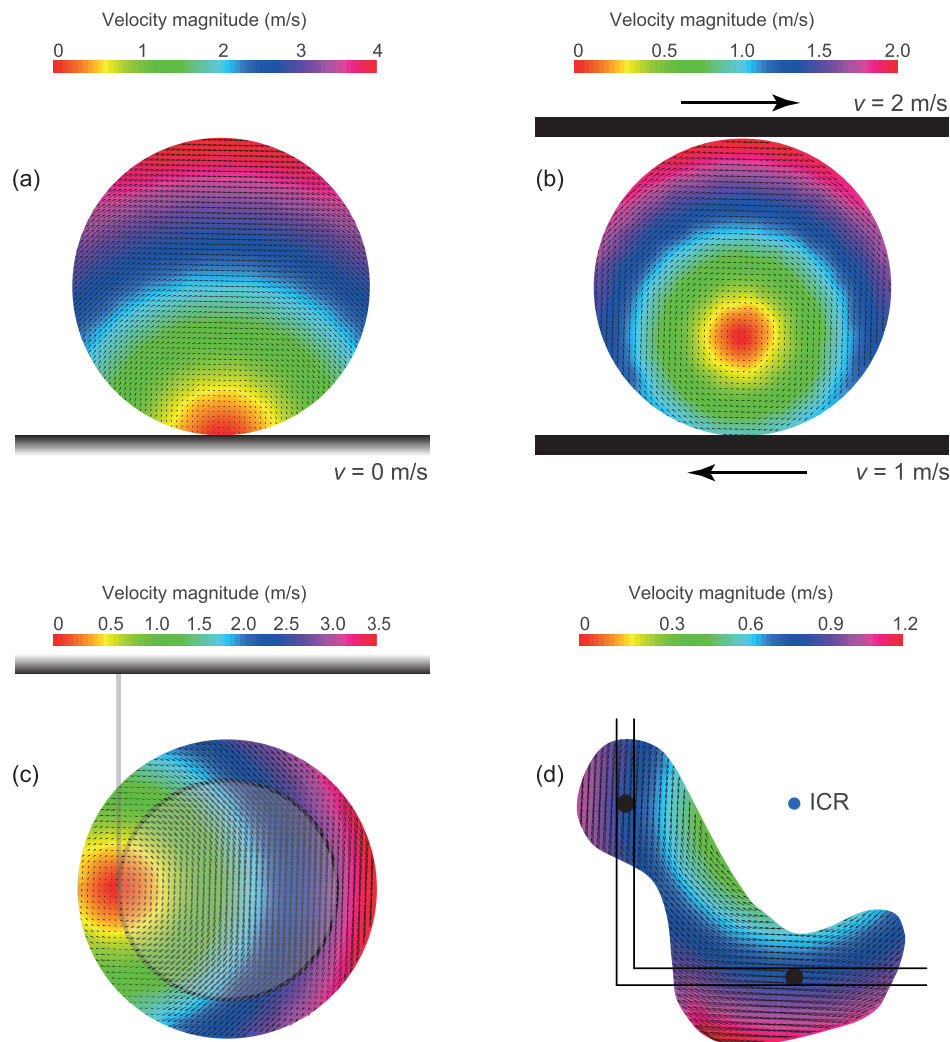 Velocity magnitude (m/s)
0 1 2 3 4
(a)
v = 0 m/s
Velocity magnitude (m/s)
0 0.5 1.0 1.5 2.0
v = 2 m/s
(b)
v = 1 m/s
Velocity magnitude (m/s)
0 0.5 1.0 1.5 2.0 2.5 3.0 3.5
(c)
Velocity magnitude (m/s)
0 0.3 0.6 0.9 1.2
(d)
ICR